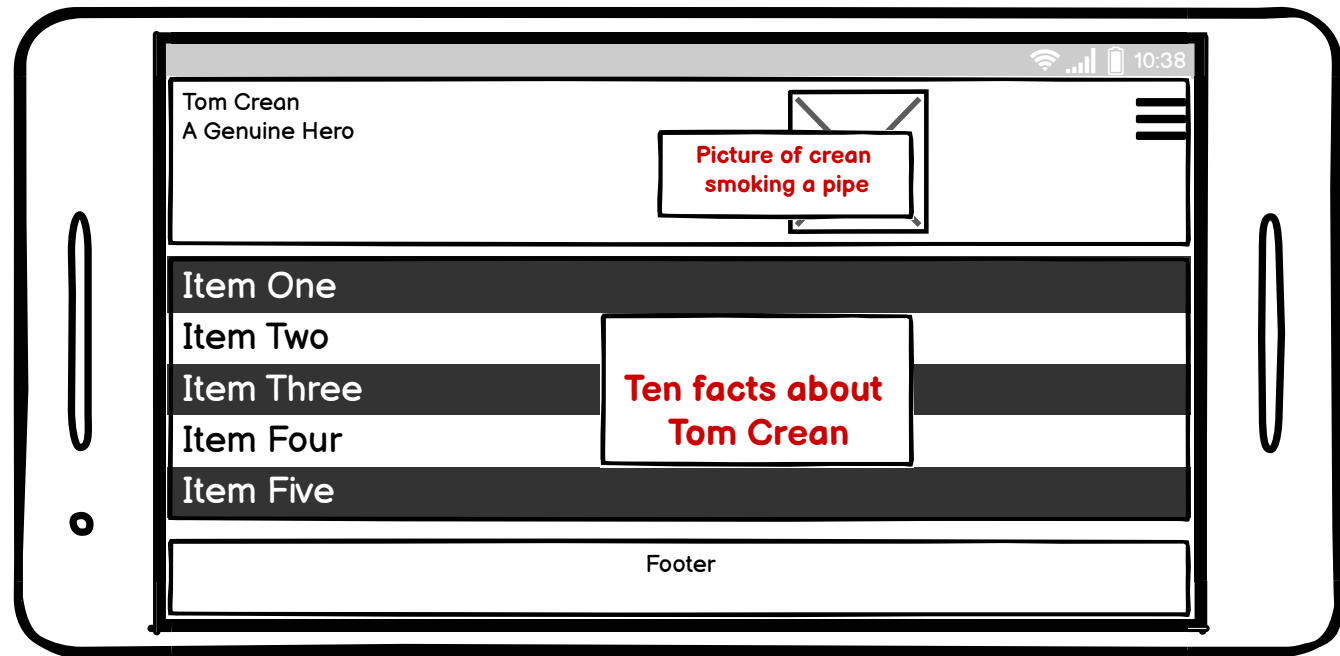 10:38
Tom Crean
A Genuine Hero
Picture of crean
smoking a pipe
Item One
Item Two
Item Three
Item Four
Item Five
Ten facts about
Tom Crean
Footer